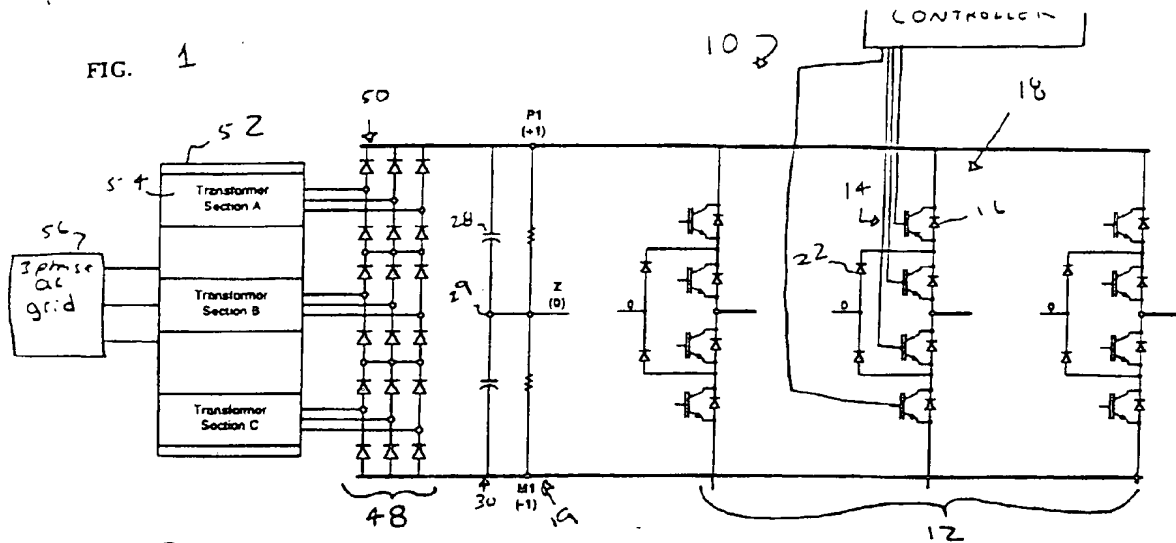 CONTROLLER
10
FIG. 1
18
50
P1
(+1)
52
54
Transformer
Section A
14
16
28
56
3 phase
ac
grid
22
29
Z
(0)
Transformer
Section B
0
0
0
Transformer
Section C
30
M1
(-1)
19
48
12